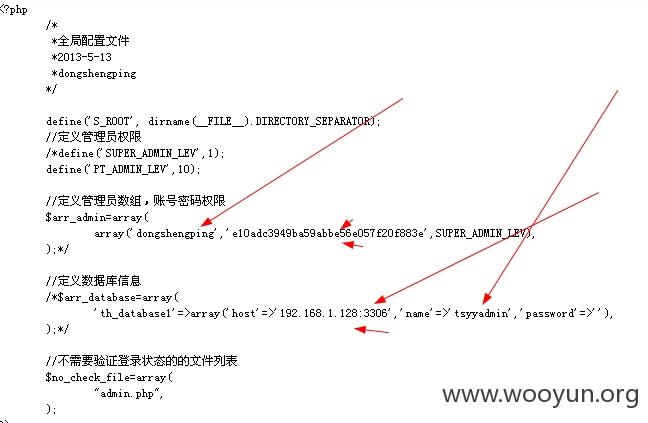 <?php
/*
*全局配置文件
*2013-5-13
*dongshengping
*/
define('S_ROOT', dirname(__FILE__).DIRECTORY_SEPARATOR);
//定义管理员权限
/*define('SUPER_ADMIN_LEV',1);
define('PT_ADMIN_LEV',10);
//定义管理员数组，账号密码权限
$arr_admin=array(
array('dongshengping','e10adc3949ba59abbe56e057f20f883e',SUPER_ADMIN_LEV),
);*/
//定义数据库信息
/*$arr_database=array(
'th_database1'=>array('host'=>'192.168.1.128:3306','name'=>'tsyyadmin','password'=>''),
);*/
//不需要验证登录状态的的文件列表
$no_check_file=array(
"admin.php",
);
www.wooyun.org